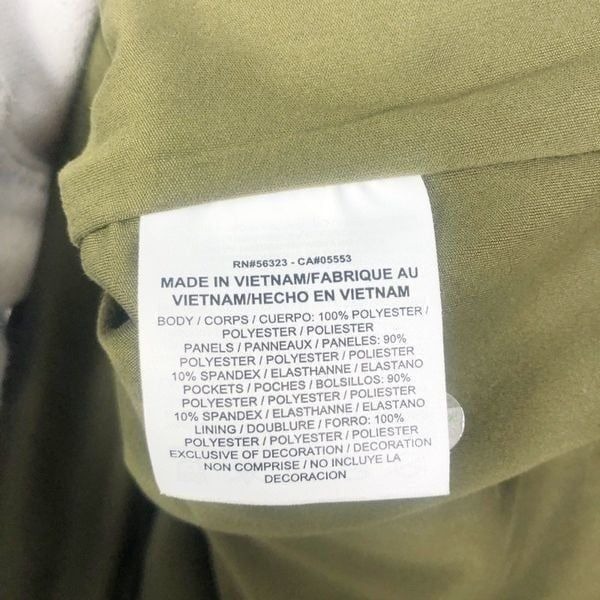 RN#56323 - CA#05553
MADE IN VIETNAM/FABRIQUE AU
VIETNAM/HECHO EN VIETNAM
BODY / CORPS / CUERPO: 100% POLYESTER /
POLYESTER / POLIESTER
PANELS / PANNEAUX / PANELES: 90%
POLYESTER / POLYESTER / POLIESTER
10% SPANDEX / ELASTHANNE / ELASTANO
POCKETS / POCHES / BOLSILLOS: 90%
POLYESTER / POLYESTER / POLIESTER
10% SPANDEX / ELASTHANNE / ELASTANO
LINING / DOUBLURE / FORRO: 100%
POLYESTER / POLYESTER / POLIESTER
EXCLUSIVE OF DECORATION / DECORATION
NON COMPRISE / NO INCLUYE LA
DECORACION